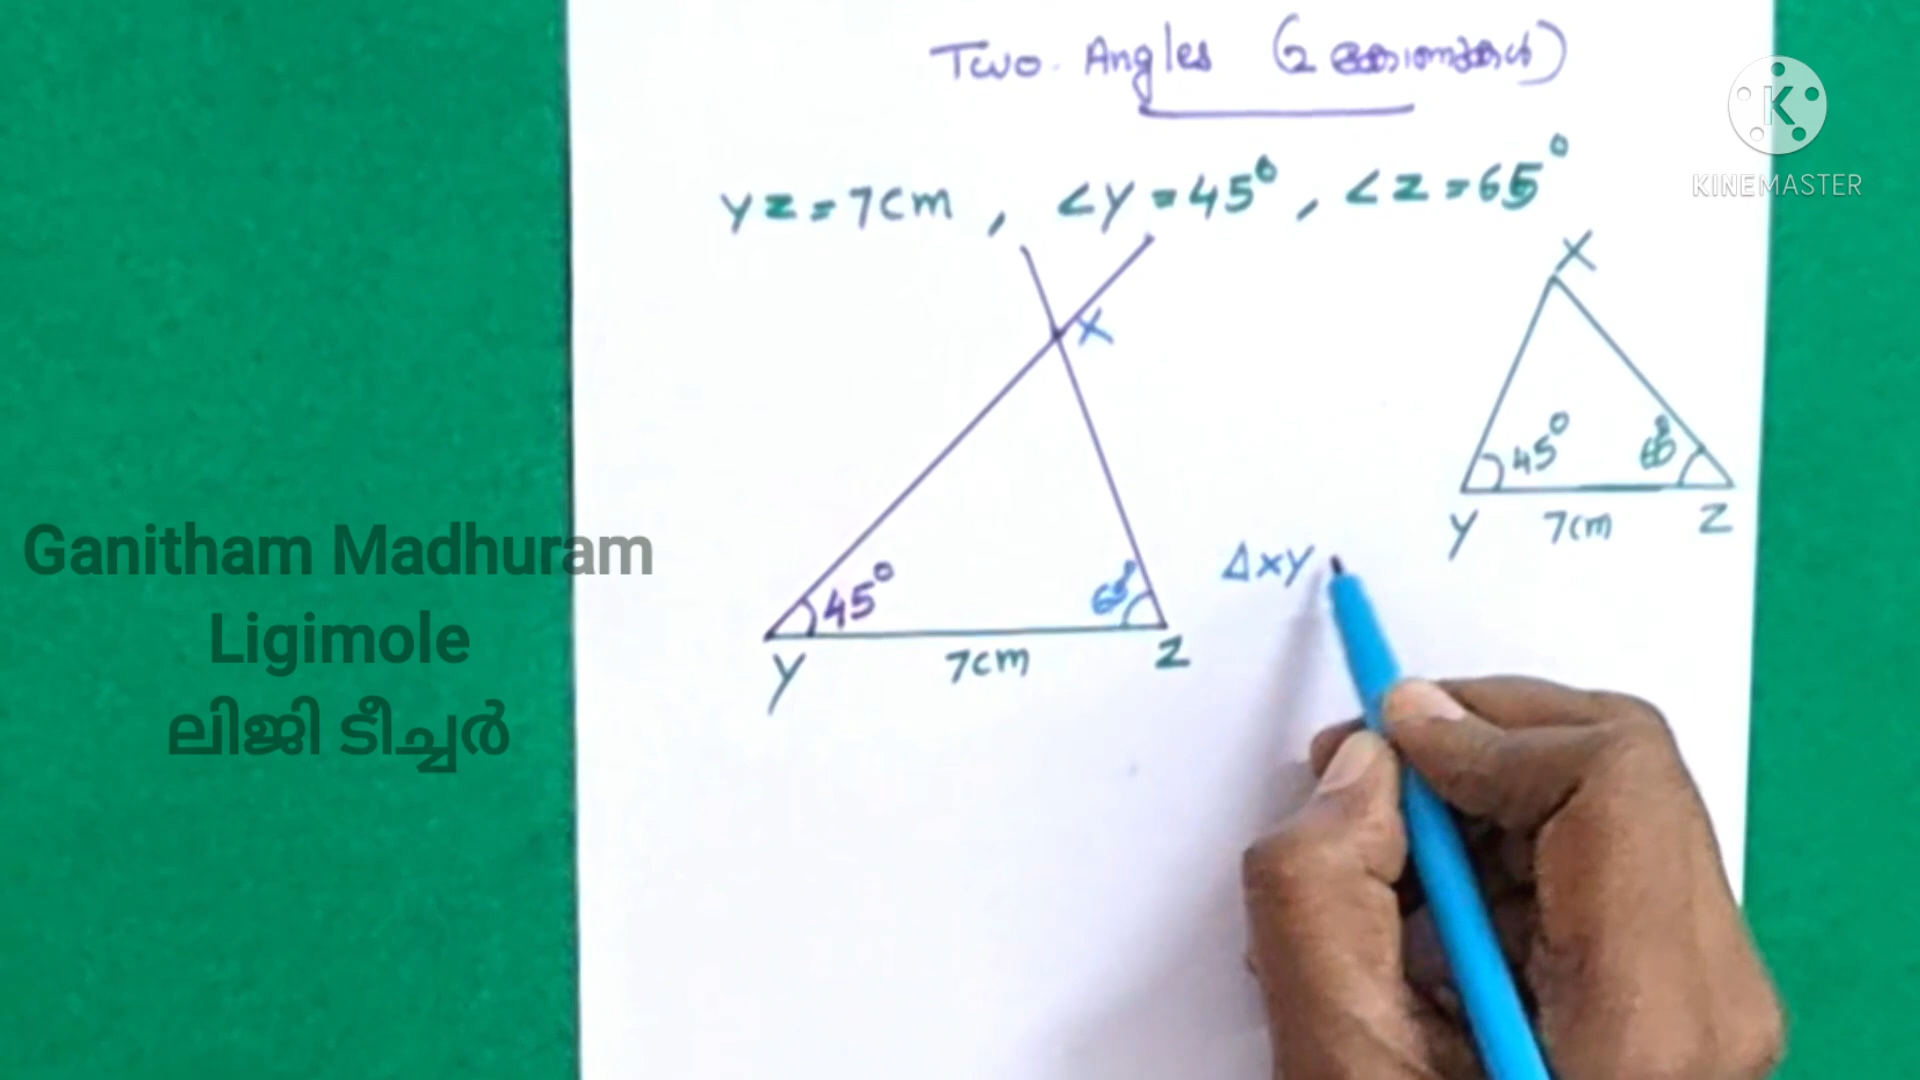 Two Angles (2 കോണുകൾ)
YZ = 7cm , ∠Y = 45° , ∠Z = 65°
X
45°
65°
Y 7cm Z
X
45°
65°
Y 7cm Z
ΔXY
Ganitham Madhuram
Ligimole
ലിജി ടീച്ചർ
K
KINEMASTER